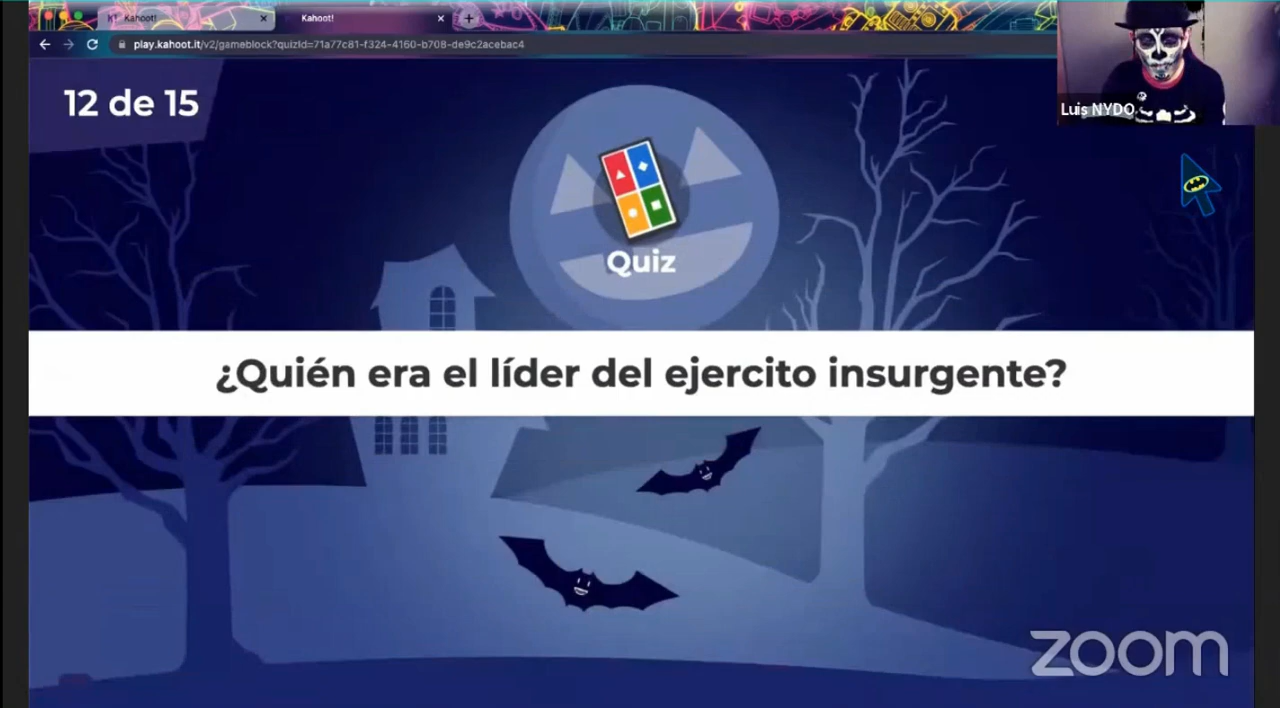 Kahoot!
Kahoot!
play.kahoot.it/v2/gameblock?quizId=71a77c81-f324-4160-b708-de9c2acebac4
12 de 15
Luis NYDO
Quiz
¿Quién era el líder del ejercito insurgente?
zoom